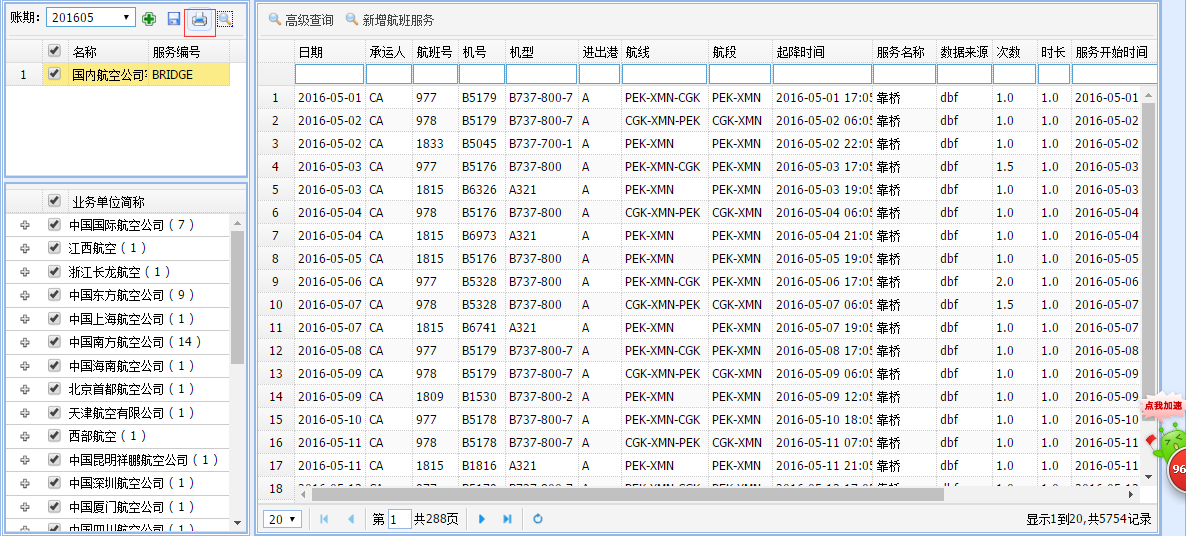 账期: 201605
名称 服务编号
1 国内航空公司 BRIDGE
业务单位简称
中国国际航空公司（7）
江西航空（1）
浙江长龙航空（1）
中国东方航空公司（9）
中国上海航空公司（1）
中国南方航空公司（14）
中国海南航空公司（1）
北京首都航空公司（1）
天津航空有限公司（1）
西部航空（1）
中国昆明祥鹏航空公司（1）
中国深圳航空公司（1）
中国厦门航空公司（1）
中国四川航空公司（1）
高级查询 新增航班服务
日期 承运人 航班号 机号 机型 进出港 航线 航段 起降时间 服务名称 数据来源 次数 时长 服务开始时间
1 2016-05-01 CA 977 B5179 B737-800-7 A PEK-XMN-CGK PEK-XMN 2016-05-01 17:05 靠桥 dbf 1.0 1.0 2016-05-01
2 2016-05-02 CA 978 B5179 B737-800-7 A CGK-XMN-PEK CGK-XMN 2016-05-02 06:05 靠桥 dbf 1.0 1.0 2016-05-02
3 2016-05-02 CA 1833 B5045 B737-700-1 A PEK-XMN PEK-XMN 2016-05-02 22:05 靠桥 dbf 1.0 1.0 2016-05-02
4 2016-05-03 CA 977 B5176 B737-800 A PEK-XMN-CGK PEK-XMN 2016-05-03 17:05 靠桥 dbf 1.5 1.0 2016-05-03
5 2016-05-03 CA 1815 B6326 A321 A PEK-XMN PEK-XMN 2016-05-03 19:05 靠桥 dbf 1.0 1.0 2016-05-03
6 2016-05-04 CA 978 B5176 B737-800 A CGK-XMN-PEK CGK-XMN 2016-05-04 06:05 靠桥 dbf 1.0 1.0 2016-05-04
7 2016-05-04 CA 1815 B6973 A321 A PEK-XMN PEK-XMN 2016-05-04 21:05 靠桥 dbf 1.0 1.0 2016-05-04
8 2016-05-05 CA 1815 B5176 B737-800 A PEK-XMN PEK-XMN 2016-05-05 19:05 靠桥 dbf 1.0 1.0 2016-05-05
9 2016-05-06 CA 977 B5328 B737-800 A PEK-XMN-CGK PEK-XMN 2016-05-06 17:05 靠桥 dbf 2.0 1.0 2016-05-06
10 2016-05-07 CA 978 B5328 B737-800 A CGK-XMN-PEK CGK-XMN 2016-05-07 06:05 靠桥 dbf 1.5 1.0 2016-05-07
11 2016-05-07 CA 1815 B6741 A321 A PEK-XMN PEK-XMN 2016-05-07 19:05 靠桥 dbf 1.0 1.0 2016-05-07
12 2016-05-08 CA 977 B5179 B737-800-7 A PEK-XMN-CGK PEK-XMN 2016-05-08 17:05 靠桥 dbf 1.0 1.0 2016-05-08
13 2016-05-09 CA 978 B5179 B737-800-7 A CGK-XMN-PEK CGK-XMN 2016-05-09 06:05 靠桥 dbf 1.0 1.0 2016-05-09
14 2016-05-09 CA 1809 B1530 B737-800-2 A PEK-XMN PEK-XMN 2016-05-09 12:05 靠桥 dbf 1.0 1.0 2016-05-09
15 2016-05-10 CA 977 B5178 B737-800-7 A PEK-XMN-CGK PEK-XMN 2016-05-10 18:05 靠桥 dbf 1.0 1.0 2016-05-10
16 2016-05-11 CA 978 B5178 B737-800-7 A CGK-XMN-PEK CGK-XMN 2016-05-11 07:05 靠桥 dbf 1.0 1.0 2016-05-11
17 2016-05-11 CA 1815 B1816 A321 A PEK-XMN PEK-XMN 2016-05-11 21:05 靠桥 dbf 1.0 1.0 2016-05-11
18
20 第 1 共288页 显示1到20,共5754记录
点我加速
96